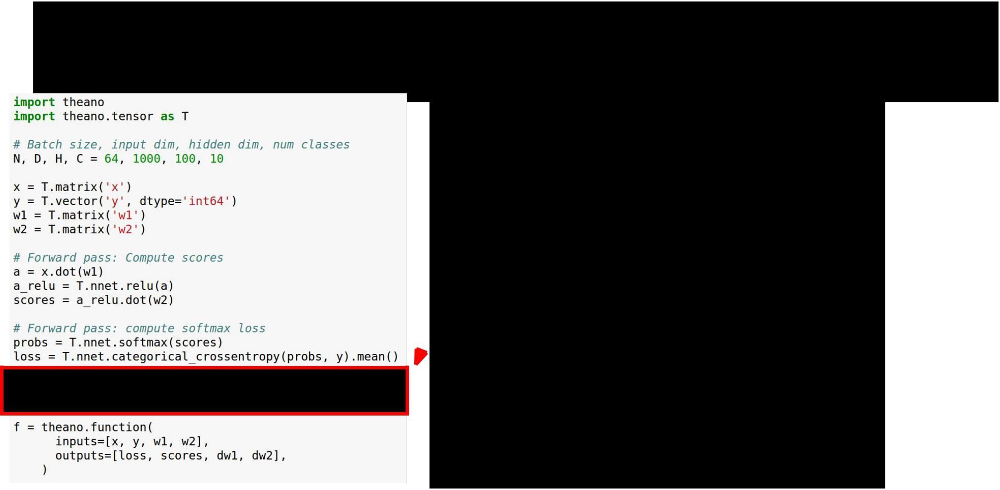 import theano
import theano.tensor as T
# Batch size, input dim, hidden dim, num classes
N, D, H, C = 64, 1000, 100, 10
x = T.matrix('x')
y = T.vector('y', dtype='int64')
w1 = T.matrix('w1')
w2 = T.matrix('w2')
# Forward pass: Compute scores
a = x.dot(w1)
a_relu = T.nnet.relu(a)
scores = a_relu.dot(w2)
# Forward pass: compute softmax loss
probs = T.nnet.softmax(scores)
loss = T.nnet.categorical_crossentropy(probs, y).mean()
f = theano.function(
inputs=[x, y, w1, w2],
outputs=[loss, scores, dw1, dw2],
)